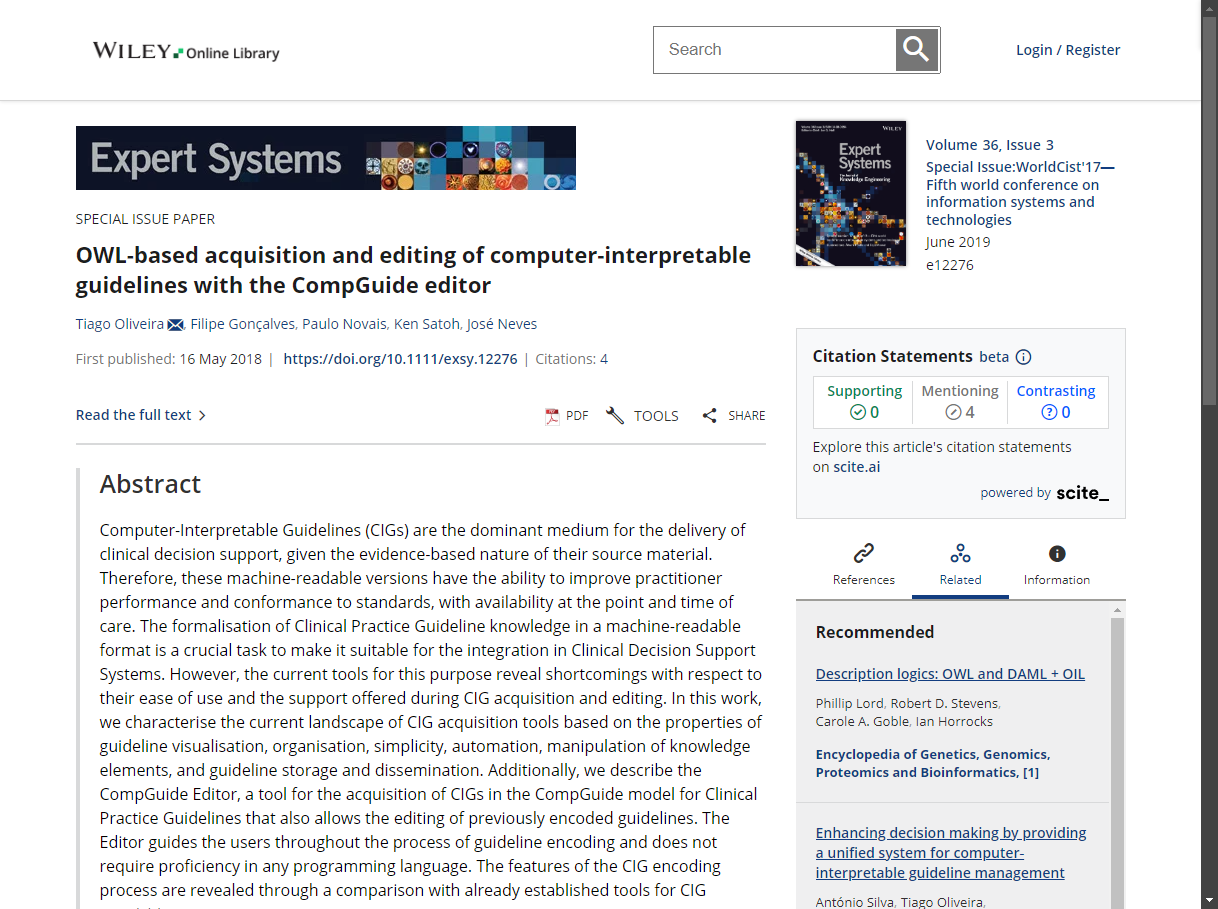 WILEY Online Library
Search
Login / Register
Expert Systems
SPECIAL ISSUE PAPER
OWL-based acquisition and editing of computer-interpretable
guidelines with the CompGuide editor
Tiago Oliveira, Filipe Gonçalves, Paulo Novais, Ken Satoh, José Neves
First published: 16 May 2018 | https://doi.org/10.1111/exsy.12276 | Citations: 4
Read the full text
PDF
TOOLS
SHARE
Abstract
Computer-Interpretable Guidelines (CIGs) are the dominant medium for the delivery of
clinical decision support, given the evidence-based nature of their source material.
Therefore, these machine-readable versions have the ability to improve practitioner
performance and conformance to standards, with availability at the point and time of
care. The formalisation of Clinical Practice Guideline knowledge in a machine-readable
format is a crucial task to make it suitable for the integration in Clinical Decision Support
Systems. However, the current tools for this purpose reveal shortcomings with respect to
their ease of use and the support offered during CIG acquisition and editing. In this work,
we characterise the current landscape of CIG acquisition tools based on the properties of
guideline visualisation, organisation, simplicity, automation, manipulation of knowledge
elements, and guideline storage and dissemination. Additionally, we describe the
CompGuide Editor, a tool for the acquisition of CIGs in the CompGuide model for Clinical
Practice Guidelines that also allows the editing of previously encoded guidelines. The
Editor guides the users throughout the process of guideline encoding and does not
require proficiency in any programming language. The features of the CIG encoding
process are revealed through a comparison with already established tools for CIG
WILEY
Expert
Systems
The Journal of
Knowledge Engineering
Volume 36, Issue 3
Special Issue:WorldCist'17—
Fifth world conference on
information systems and
technologies
June 2019
e12276
Citation Statements beta
Supporting
0
Mentioning
4
Contrasting
0
Explore this article's citation statements
on scite.ai
powered by scite_
References
Related
Information
Recommended
Description logics: OWL and DAML + OIL
Phillip Lord, Robert D. Stevens,
Carole A. Goble, Ian Horrocks
Encyclopedia of Genetics, Genomics,
Proteomics and Bioinformatics, [1]
Enhancing decision making by providing
a unified system for computer-
interpretable guideline management
António Silva, Tiago Oliveira,